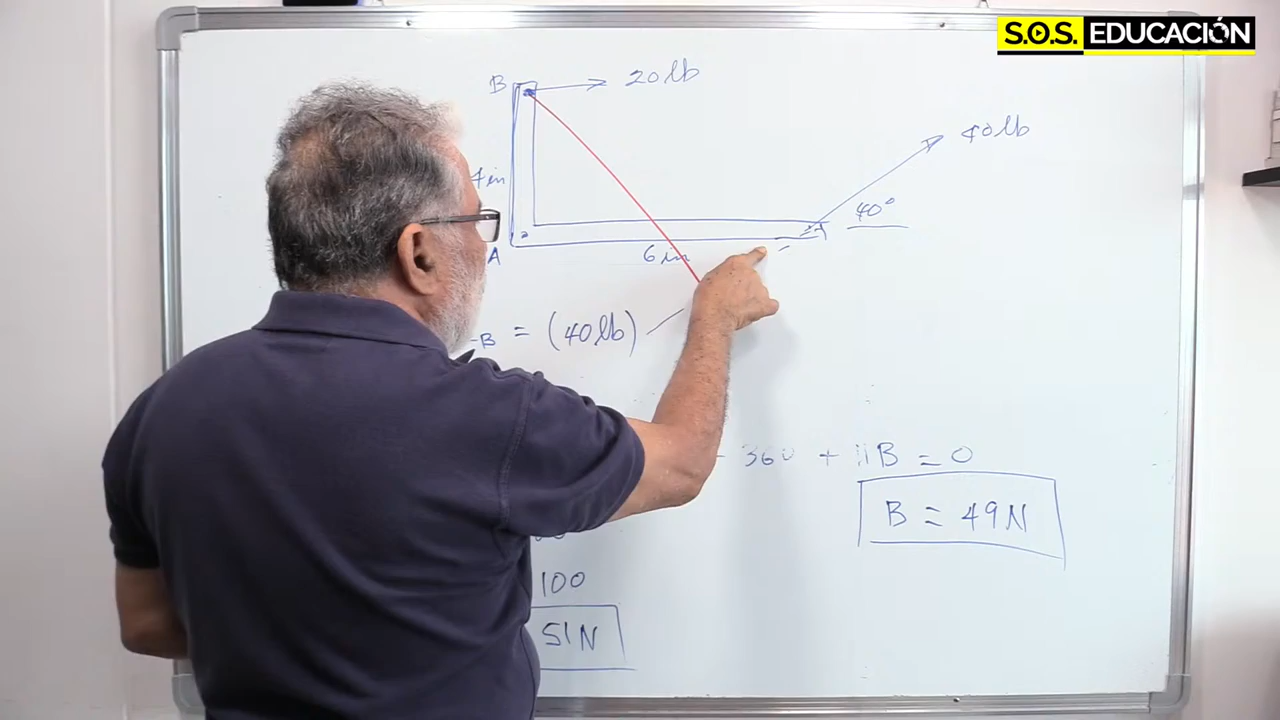 S.O.S. EDUCACIÓN
B 20 lb
40 lb
4 in
40°
A 6 in
B = (40 lb)
360 + 11B = 0
B = 49N
100
51N